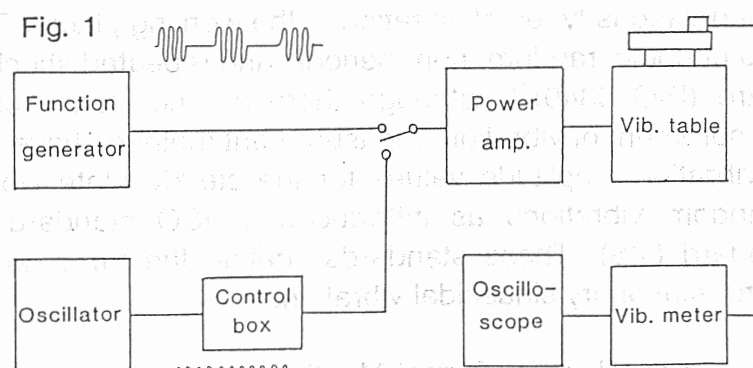 Fig. 1
Function
generator
Power
amp.
Vib. table
Oscillator
Control
box
Oscillo-
scope
Vib. meter